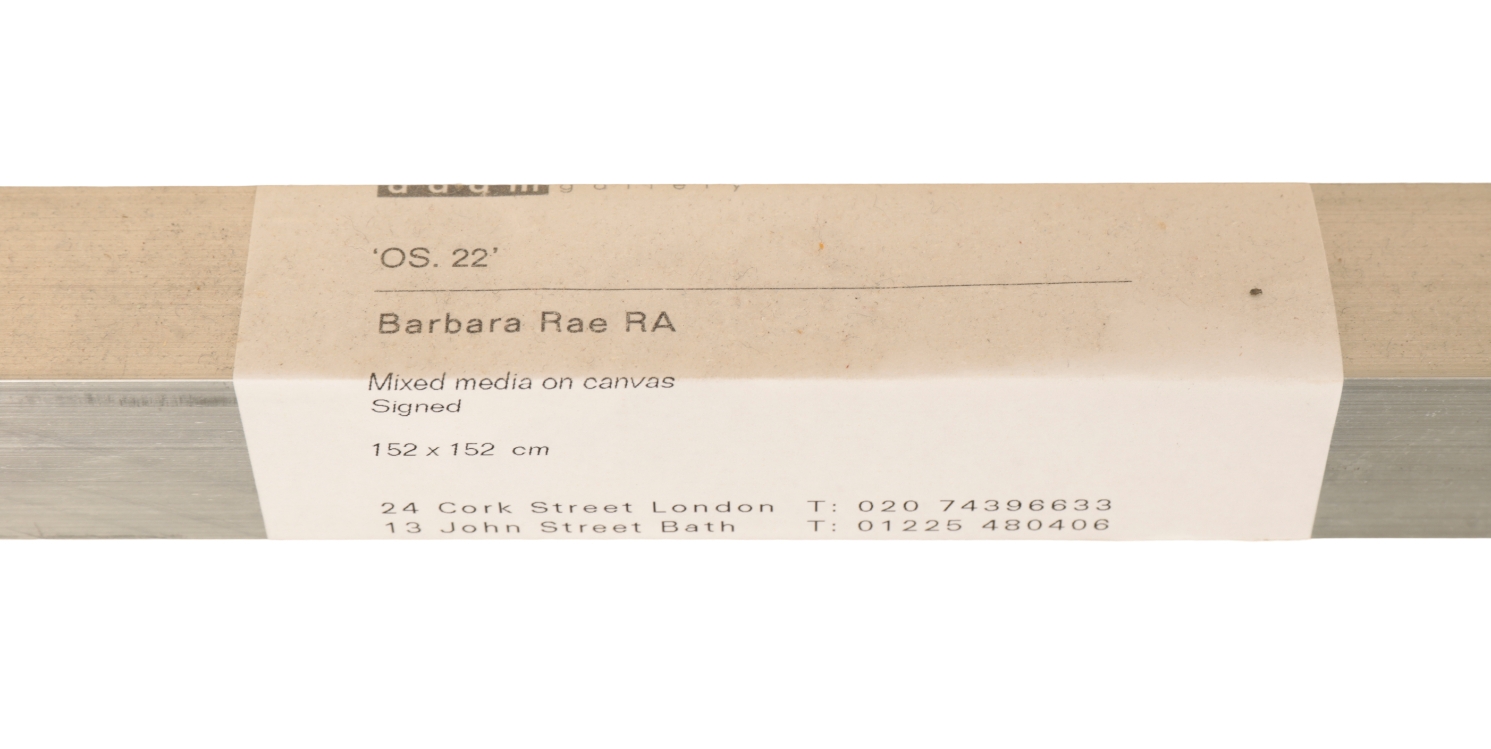 ‘OS. 22’
Barbara Rae RA
Mixed media on canvas
Signed
152 x 152 cm
24 Cork Street London T: 020 74396633
13 John Street Bath T: 01225 480406